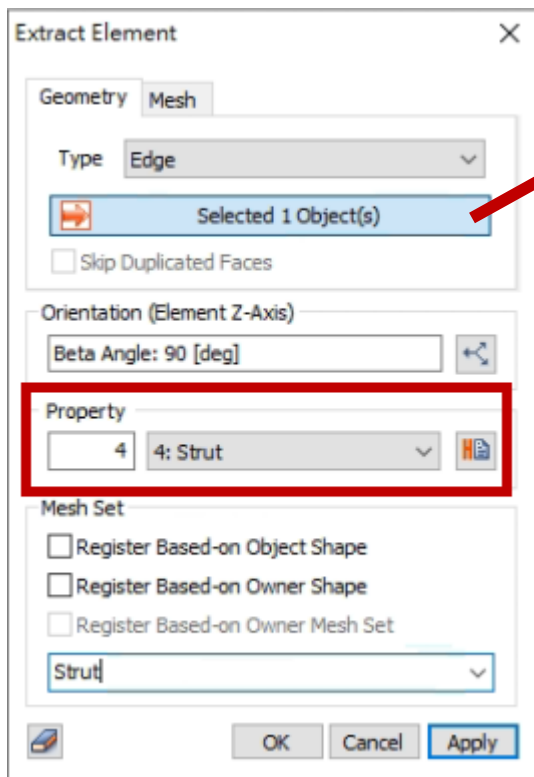 Extract Element
Geometry Mesh
Type Edge
Selected 1 Object(s)
Skip Duplicated Faces
Orientation (Element Z-Axis)
Beta Angle: 90 [deg]
Property
4 4: Strut
Mesh Set
Register Based-on Object Shape
Register Based-on Owner Shape
Register Based-on Owner Mesh Set
Strut
OK Cancel Apply